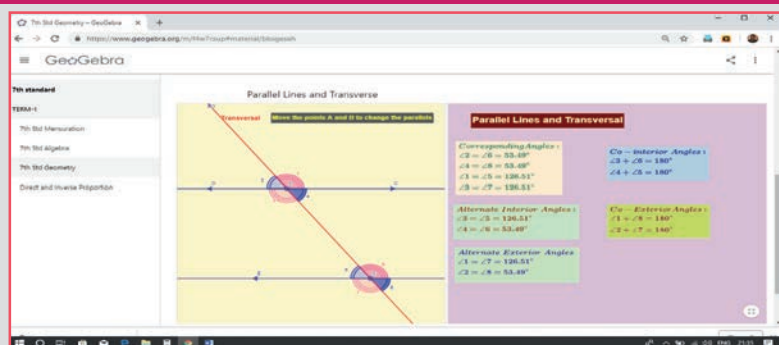 7th Std Geometry – GeoGebra
GeoGebra
7th standard
TERM-1
7th Std Mensuration
7th Std Algebra
7th Std Geometry
Direct and Inverse Proportion
Parallel Lines and Transverse
Transversal
Move the points A and D to change the parallels
Parallel Lines and Transversal
Corresponding Angles :
∠2 = ∠6 = 53.49°
∠4 = ∠8 = 53.49°
∠1 = ∠5 = 126.51°
∠3 = ∠7 = 126.51°
Co − interior Angles :
∠3 + ∠6 = 180°
∠4 + ∠5 = 180°
Alternate Interior Angles :
∠3 = ∠5 = 126.51°
∠4 = ∠6 = 53.49°
Co − Exterior Angles :
∠1 + ∠8 = 180°
∠2 + ∠7 = 180°
Alternate Exterior Angles
∠1 = ∠7 = 126.51°
∠2 = ∠8 = 53.49°
ENG 21:35